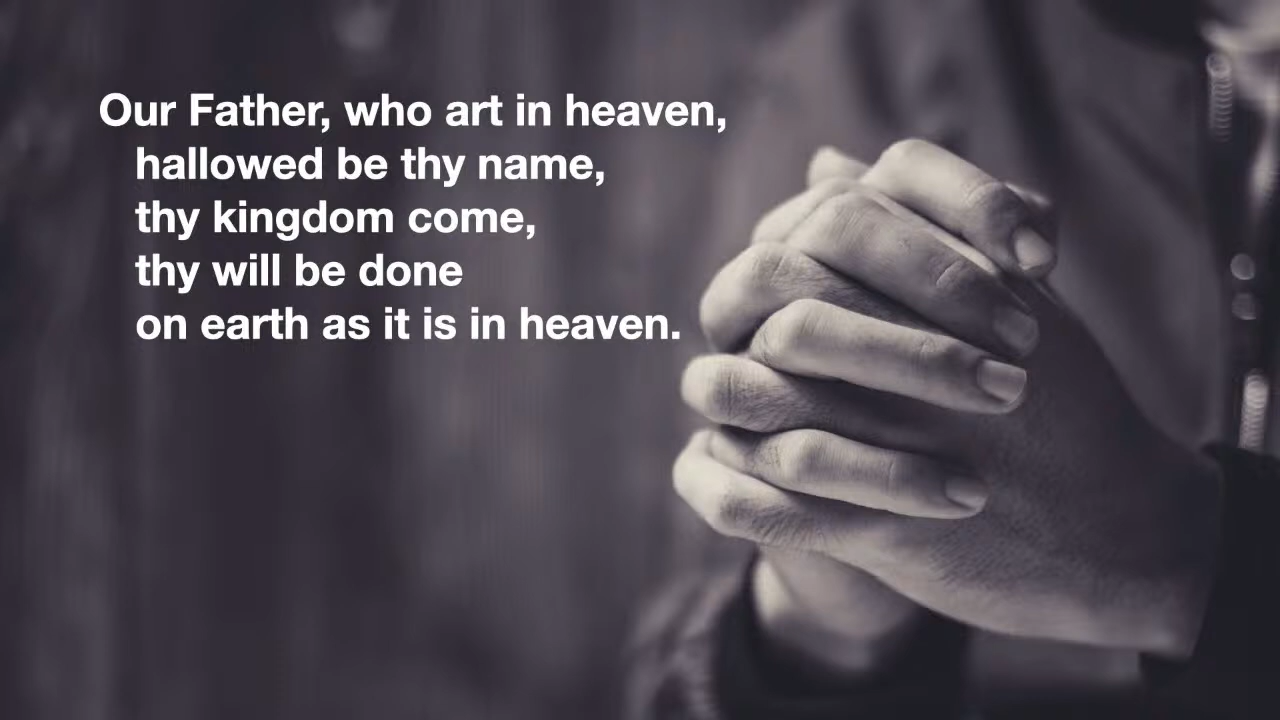 Our Father, who art in heaven,
hallowed be thy name,
thy kingdom come,
thy will be done
on earth as it is in heaven.